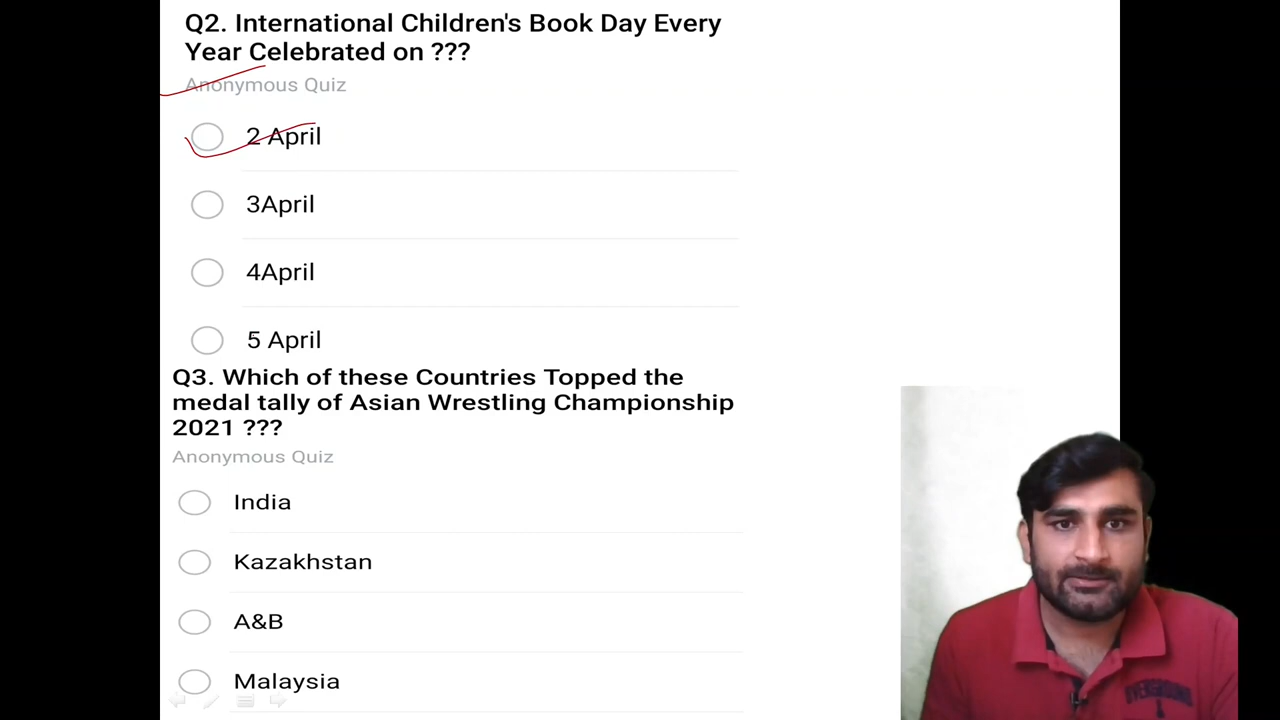 Q2. International Children's Book Day Every
Year Celebrated on ???
Anonymous Quiz
2 April
3April
4April
5 April
Q3. Which of these Countries Topped the
medal tally of Asian Wrestling Championship
2021 ???
Anonymous Quiz
India
Kazakhstan
A&B
Malaysia